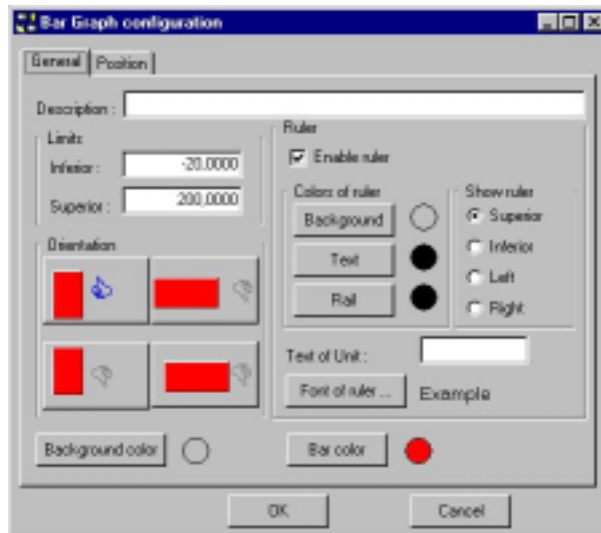 Bar Graph configuration
General Position
Description :
Limits
Inferior : -20.0000
Superior : 200,0000
Orientation
Ruler
Enable ruler
Colors of ruler
Background
Text
Rail
Show ruler
Superior
Inferior
Left
Right
Text of Unit :
Font of ruler ... Example
Background color
Bar color
OK Cancel